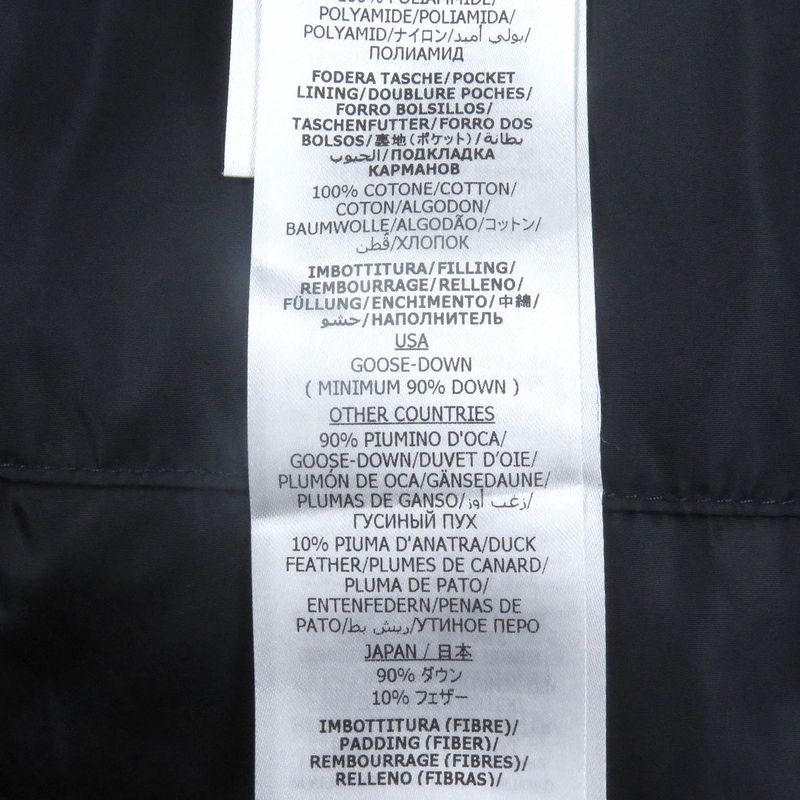 100% POLIAMMIDE/
POLYAMIDE/POLIAMIDA/
POLYAMID/ナイロン/بولي أميد/
ПОЛИАМИД
FODERA TASCHE/POCKET
LINING/DOUBLURE POCHES/
FORRO BOLSILLOS/
TASCHENFUTTER/FORRO DOS
BOLSOS/裏地(ポケット)/بطانة
الجيوب/ПОДКЛАДКА
КАРМАНОВ
100% COTONE/COTTON/
COTON/ALGODON/
BAUMWOLLE/ALGODÃO/コットン/
قطن/ХЛОПОК
IMBOTTITURA/FILLING/
REMBOURRAGE/RELLENO/
FÜLLUNG/ENCHIMENTO/中綿/
حشو/НАПОЛНИТЕЛЬ
USA
GOOSE-DOWN
( MINIMUM 90% DOWN )
OTHER COUNTRIES
90% PIUMINO D'OCA/
GOOSE-DOWN/DUVET D'OIE/
PLUMÓN DE OCA/GÄNSEDAUNE/
PLUMAS DE GANSO/زغب أوز/
ГУСИНЫЙ ПУХ
10% PIUMA D'ANATRA/DUCK
FEATHER/PLUMES DE CANARD/
PLUMA DE PATO/
ENTENFEDERN/PENAS DE
PATO/ريش بط/УТИНОЕ ПЕРО
JAPAN / 日本
90% ダウン
10% フェザー
IMBOTTITURA (FIBRE)/
PADDING (FIBER)/
REMBOURRAGE (FIBRES)/
RELLENO (FIBRAS)/